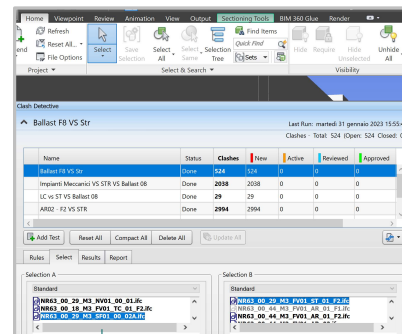 Home Viewpoint Review Animation View Output Sectioning Tools BIM 360 Glue Render
Refresh
Reset All...
File Options
Project
Select
Save Selection
Select All
Select Same
Selection Tree
Find Items
Quick Find
Sets
Select & Search
Hide
Require
Hide Unselected
Unhide All
Visibility
Clash Detective
Ballast F8 VS Str
Last Run: martedì 31 gennaio 2023 15:55
Clashes - Total: 524 (Open: 524 Closed:
Name Status Clashes New Active Reviewed Approved
Ballast F8 VS Str Done 524 524 0 0 0
Impianti Meccanici VS STR VS Ballast 08 Done 2038 2038 0 0 0
LC vs ST VS Ballast 08 Done 29 29 0 0 0
AR02 - F2 VS STR Done 2994 2994 0 0 0
Add Test Reset All Compact All Delete All Update All
Rules Select Results Report
Selection A
Standard
NR63_00_29_M3_NV01_00_01.ifc
NR63_00_18_M3_FV01_TC_01_F1.ifc
NR63_00_29_M3_SF01_00_02A.ifc
Selection B
Standard
NR63_00_29_M3_FV01_ST_01_F2.ifc
NR63_00_44_M3_FV01_AR_01_F1.ifc
NR63_00_44_M3_FV01_AR_01_F2.ifc